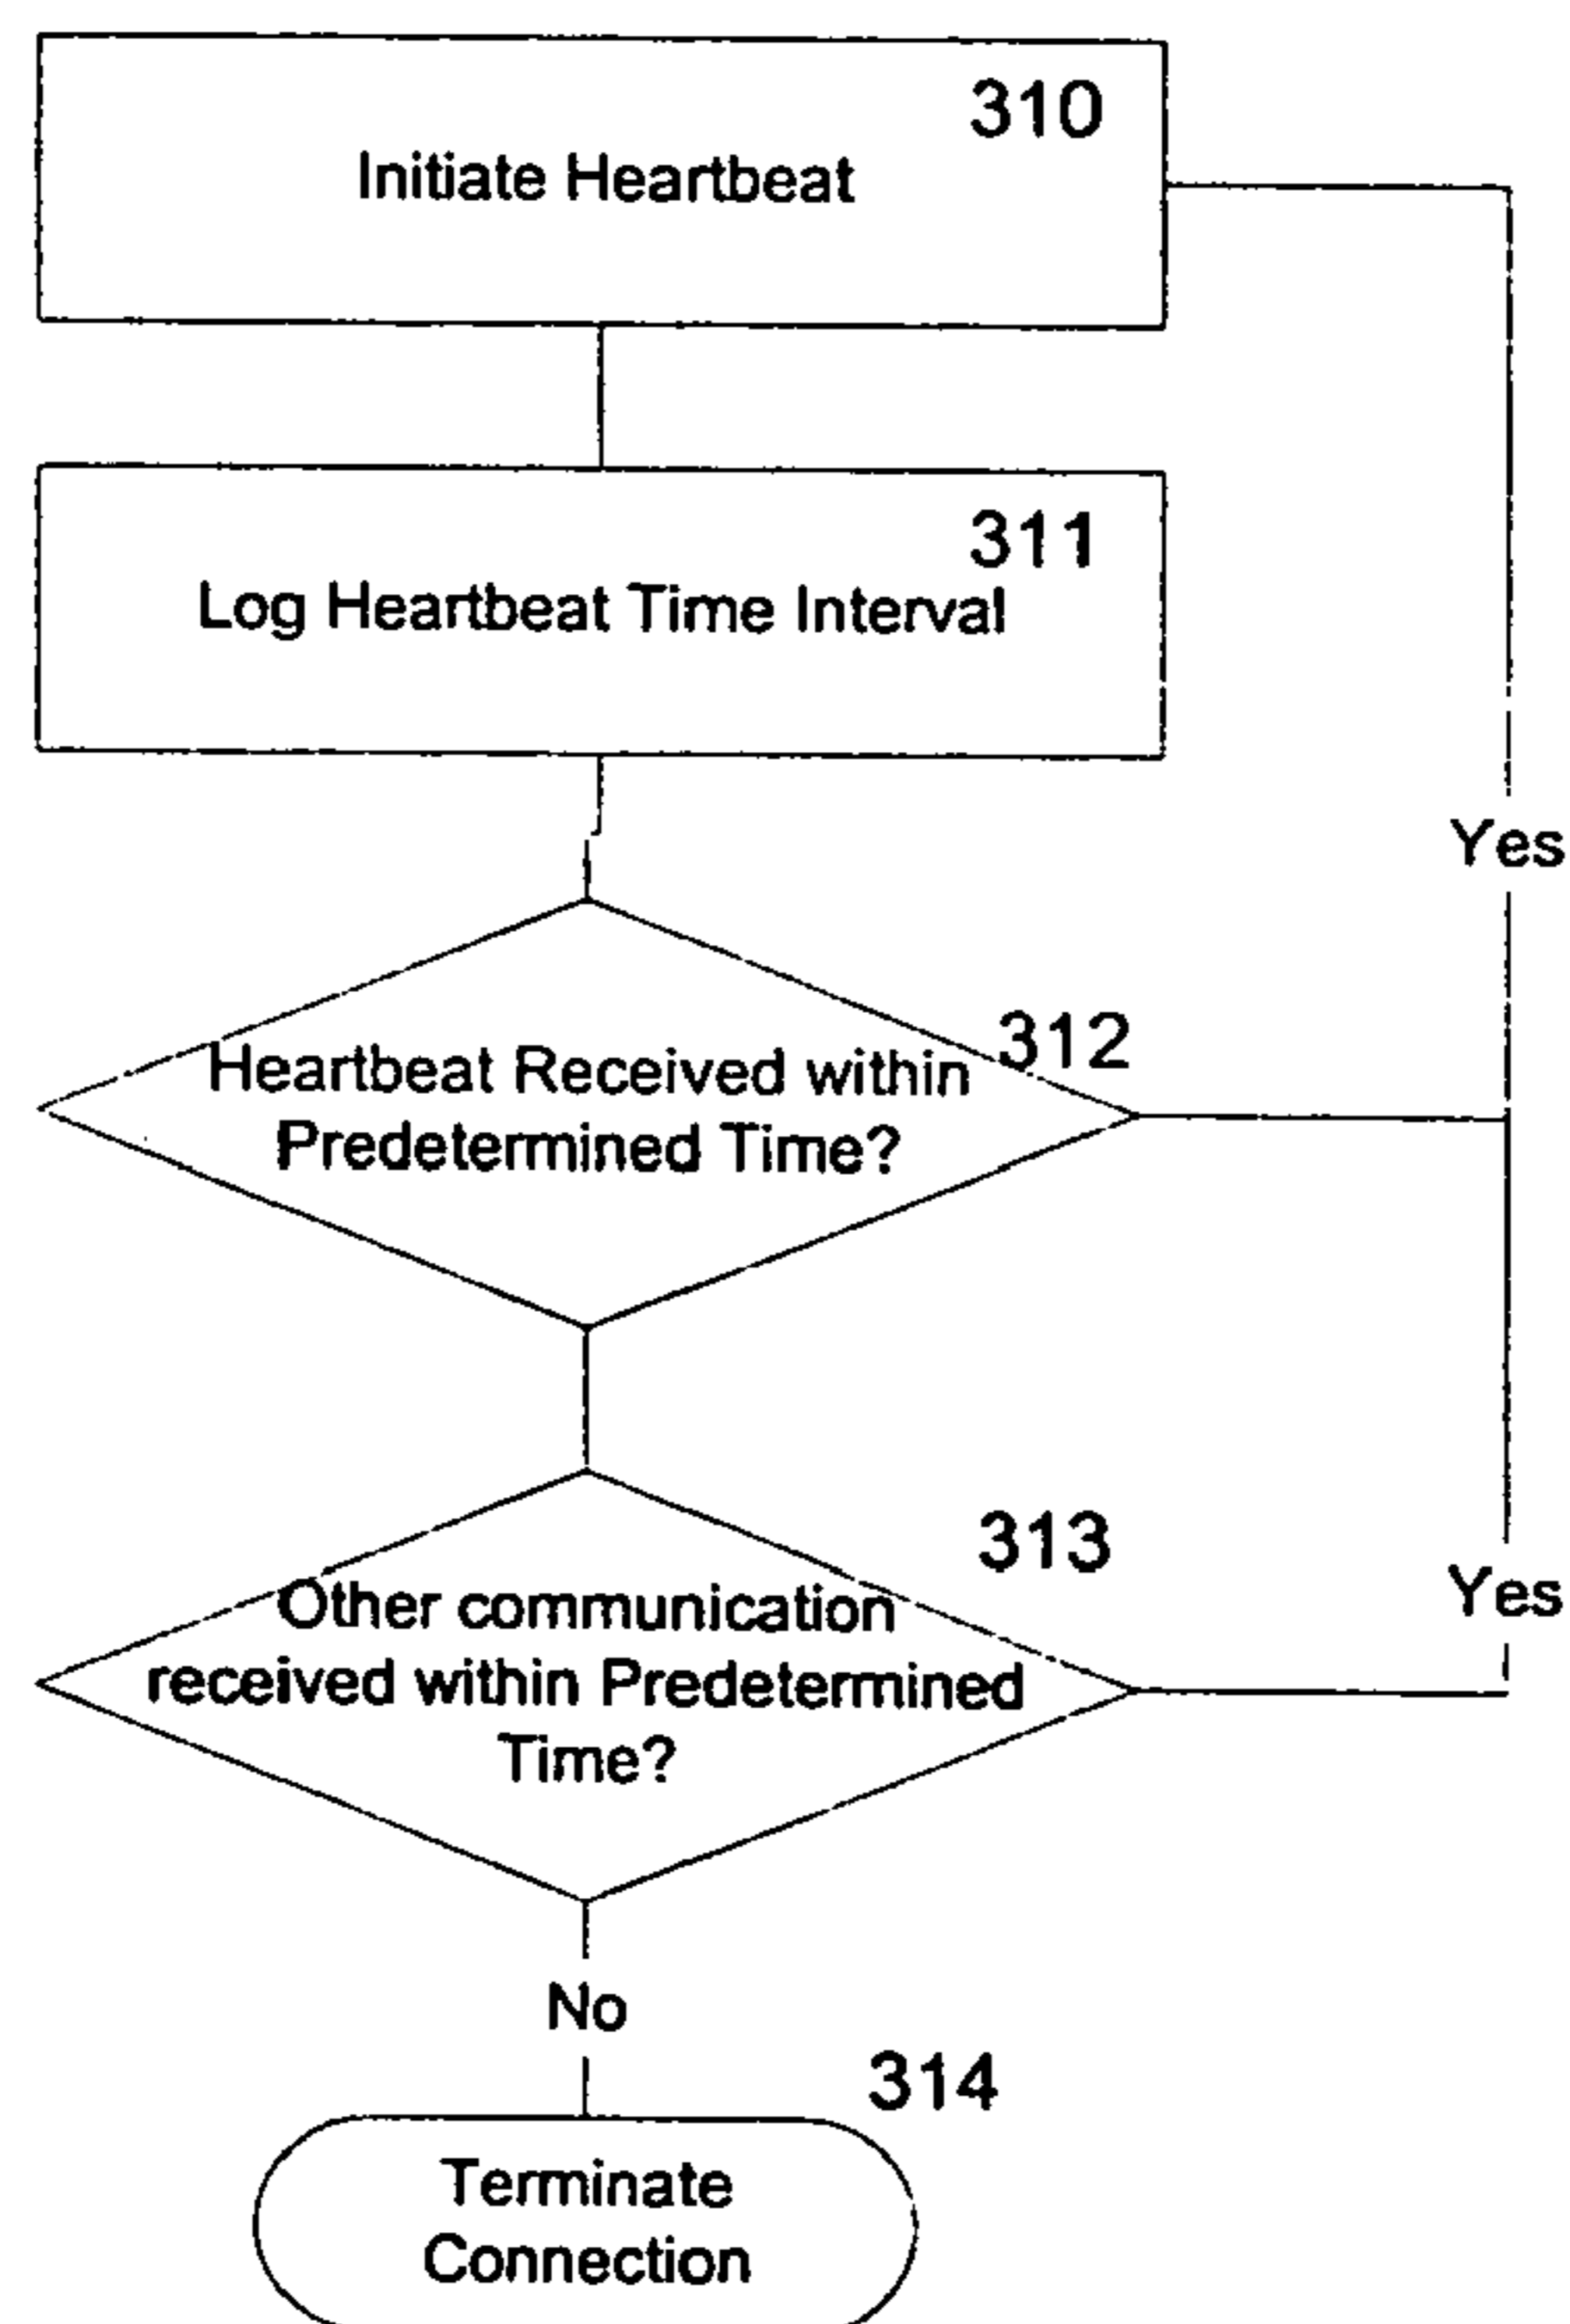 310
Initiate Heartbeat
311
Log Heartbeat Time Interval
Yes
312
Heartbeat Received within
Predetermined Time?
313
Yes
Other communication
received within Predetermined
Time?
No
314
Terminate
Connection